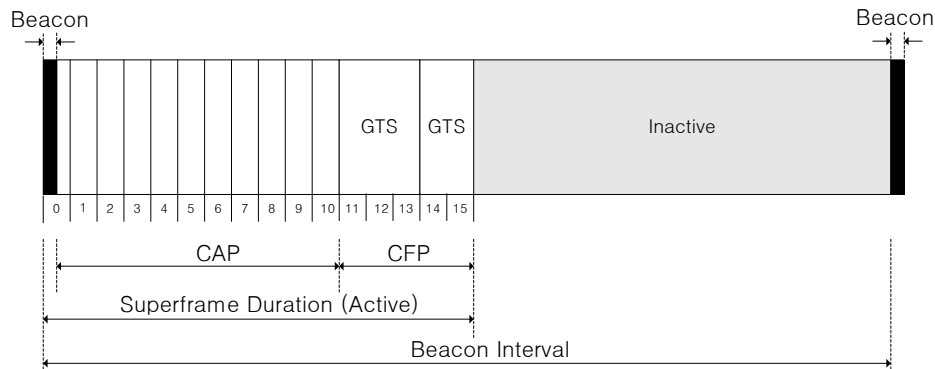 Beacon
Beacon
GTS
GTS
Inactive
0 1 2 3 4 5 6 7 8 9 10 11 12 13 14 15
CAP
CFP
Superframe Duration (Active)
Beacon Interval